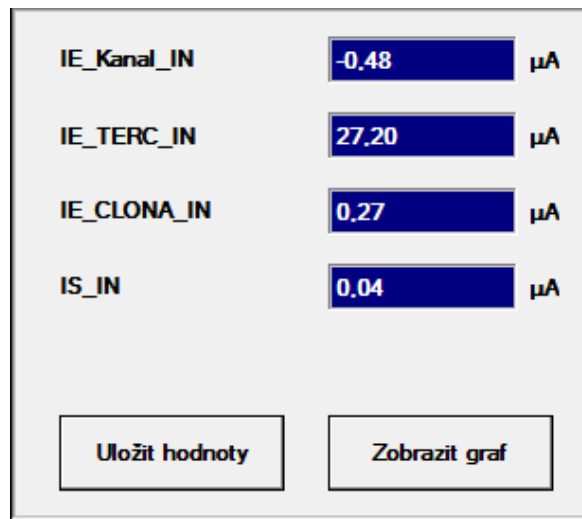 IE_Kanal_IN -0,48 µA
IE_TERC_IN 27,20 µA
IE_CLONA_IN 0,27 µA
IS_IN 0,04 µA
Uložit hodnoty Zobrazit graf